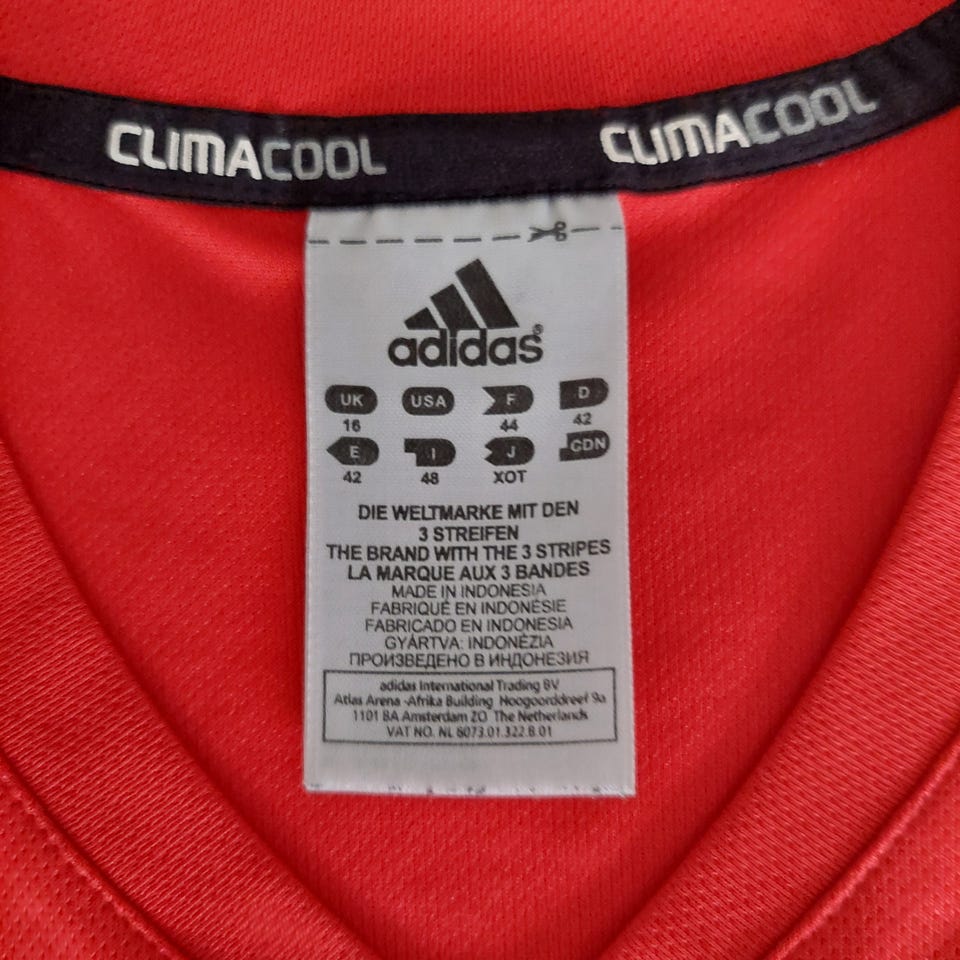 CLIMACOOL CLIMACOOL
adidas®
UK USA F D
16 44 42
E I J CDN
42 48 XOT
DIE WELTMARKE MIT DEN
3 STREIFEN
THE BRAND WITH THE 3 STRIPES
LA MARQUE AUX 3 BANDES
MADE IN INDONESIA
FABRIQUÉ EN INDONÉSIE
FABRICADO EN INDONESIA
GYÁRTVA: INDONÉZIA
ПРОИЗВЕДЕНО В ИНДОНЕЗИЯ
adidas International Trading BV
Atlas Arena -Afrika Building Hoogoorddreef 9a
1101 BA Amsterdam ZO The Netherlands
VAT NO. NL 8073.01.322.B.01